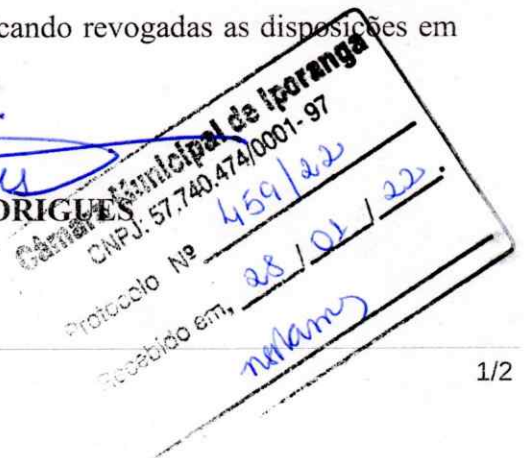 cando revogadas as disposições em
ORIGUES
Câmara Municipal de Iporanga
CNPJ: 57.740.474/0001-97
Protocolo Nº 459/22
Recebido em, 28 / 01 / 22.
1/2